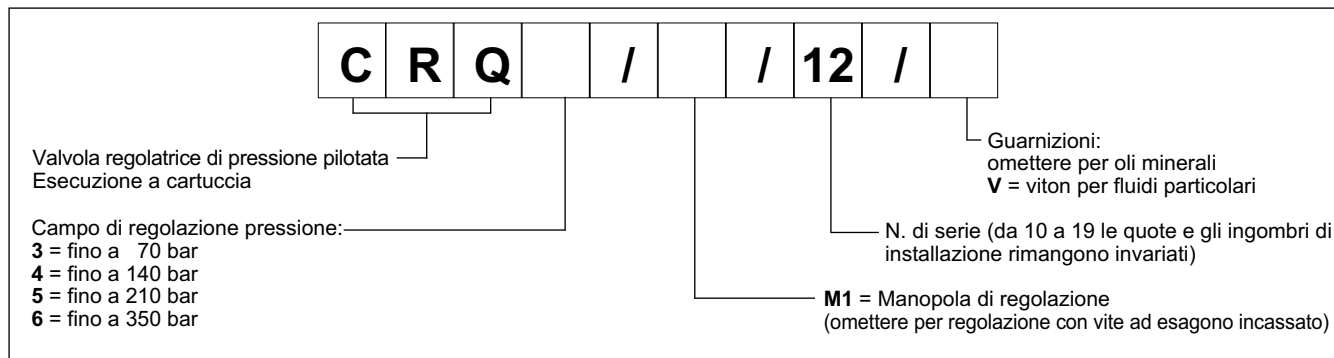 C R Q / / 12 /
Valvola regolatrice di pressione pilotata
Esecuzione a cartuccia
Campo di regolazione pressione:
3 = fino a 70 bar
4 = fino a 140 bar
5 = fino a 210 bar
6 = fino a 350 bar
Guarnizioni:
omettere per oli minerali
V = viton per fluidi particolari
N. di serie (da 10 a 19 le quote e gli ingombri di
installazione rimangono invariati)
M1 = Manopola di regolazione
(omettere per regolazione con vite ad esagono incassato)